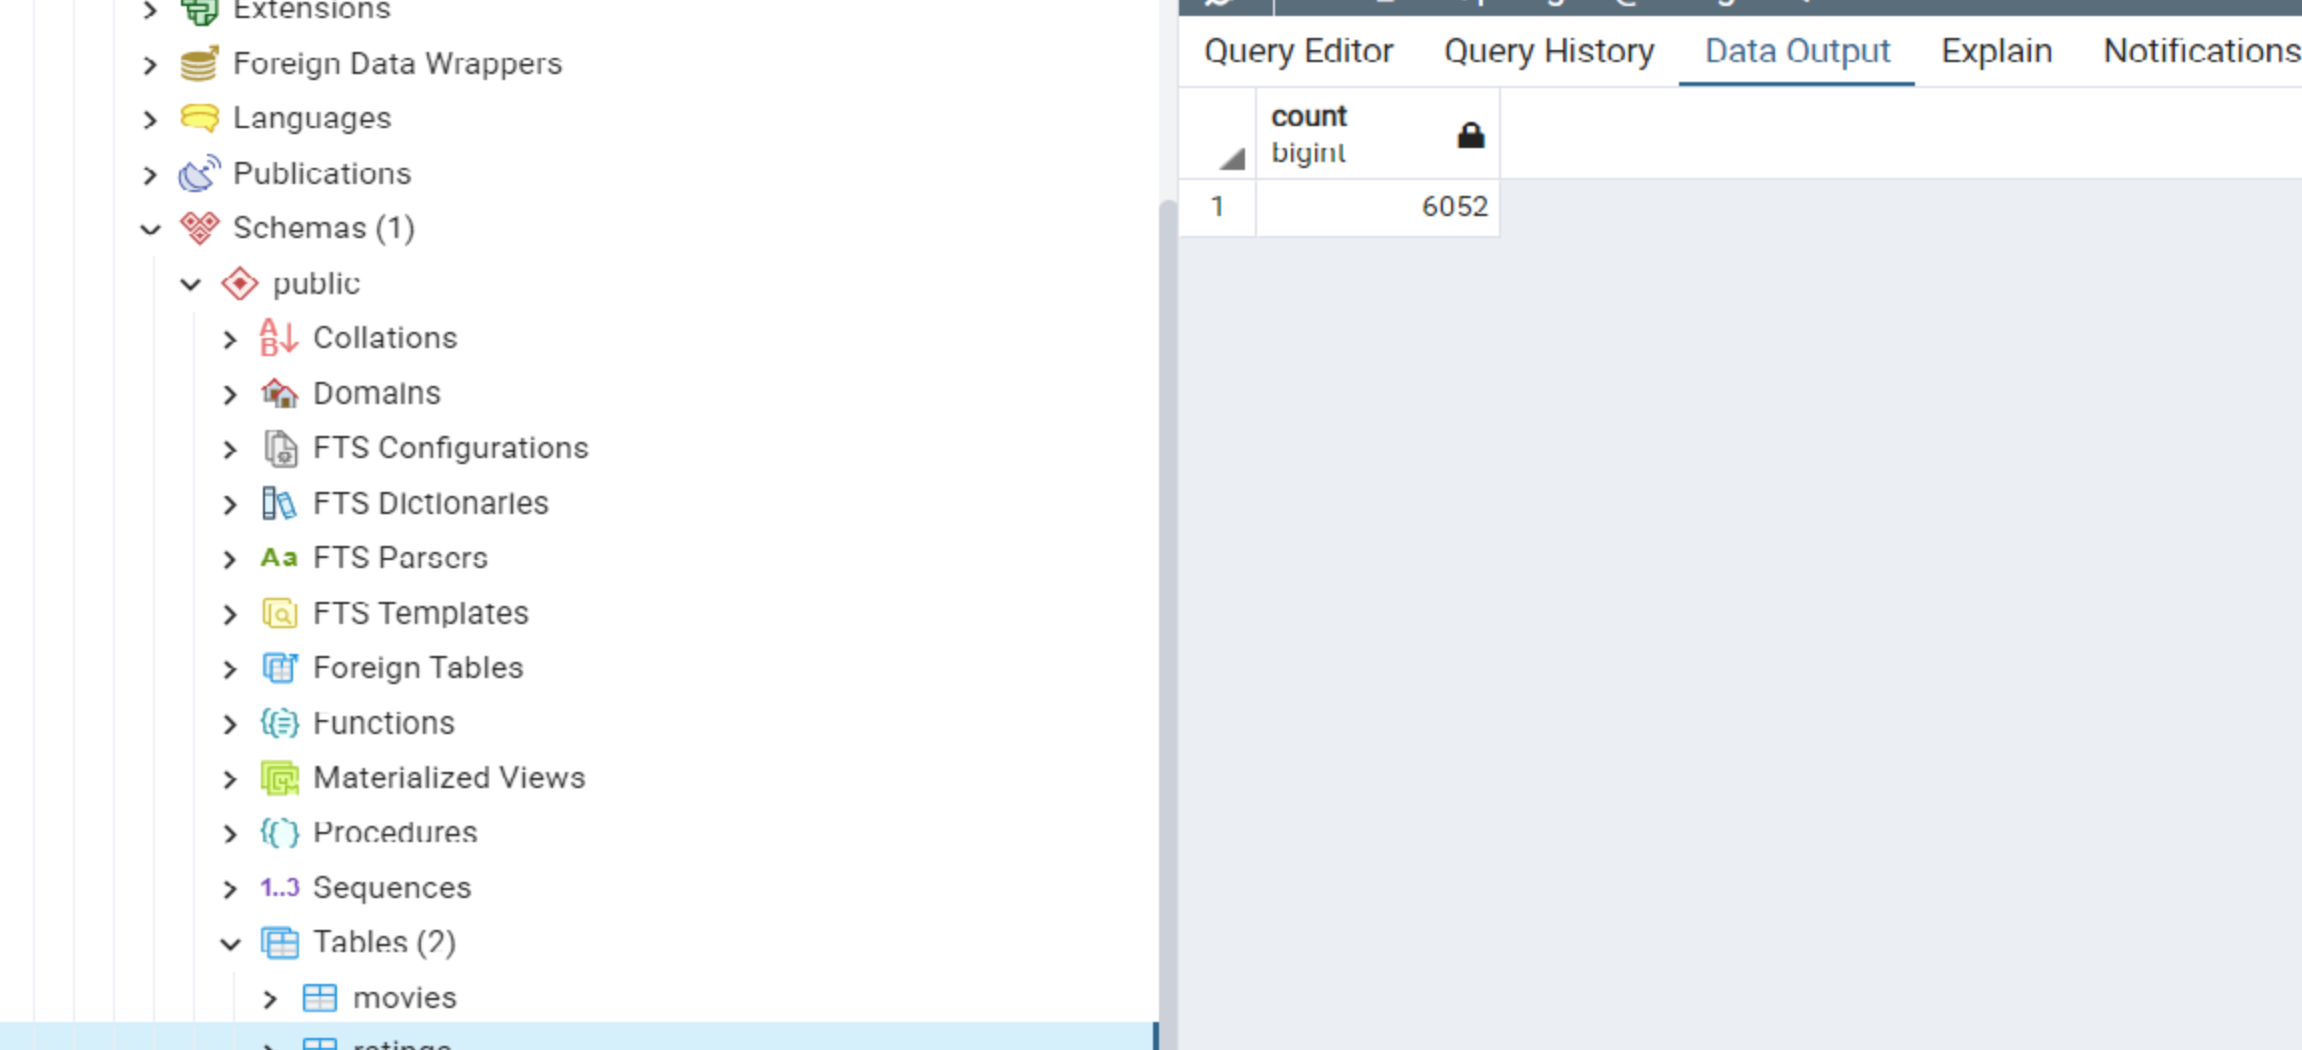 Extensions
Foreign Data Wrappers
Languages
Publications
Schemas (1)
public
Collations
Domains
FTS Configurations
FTS Dictionaries
Aa FTS Parsers
FTS Templates
Foreign Tables
Functions
Materialized Views
Procedures
1..3 Sequences
Tables (2)
movies
ratings
Query Editor Query History Data Output Explain Notifications
count
bigint
1 6052